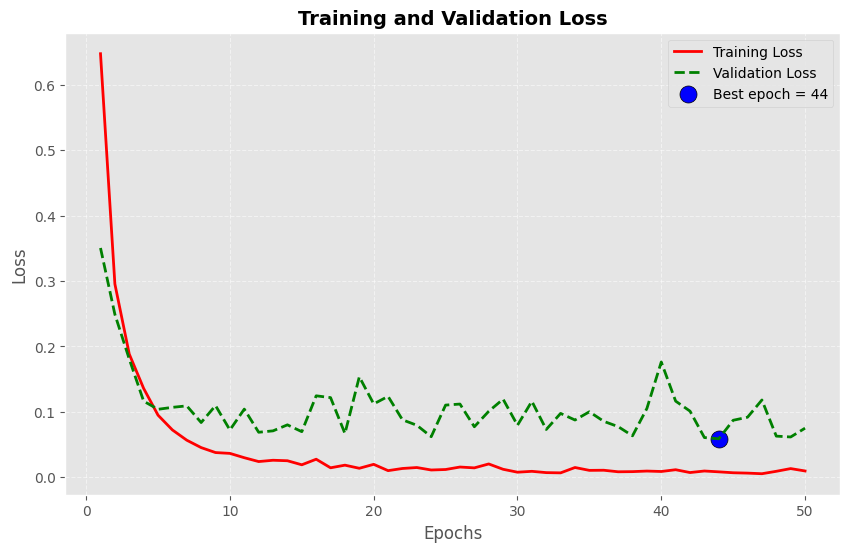 Training and Validation Loss
Training Loss
Validation Loss
Best epoch = 44
Loss
0.6
0.5
0.4
0.3
0.2
0.1
0.0
0
10
20
30
40
50
Epochs